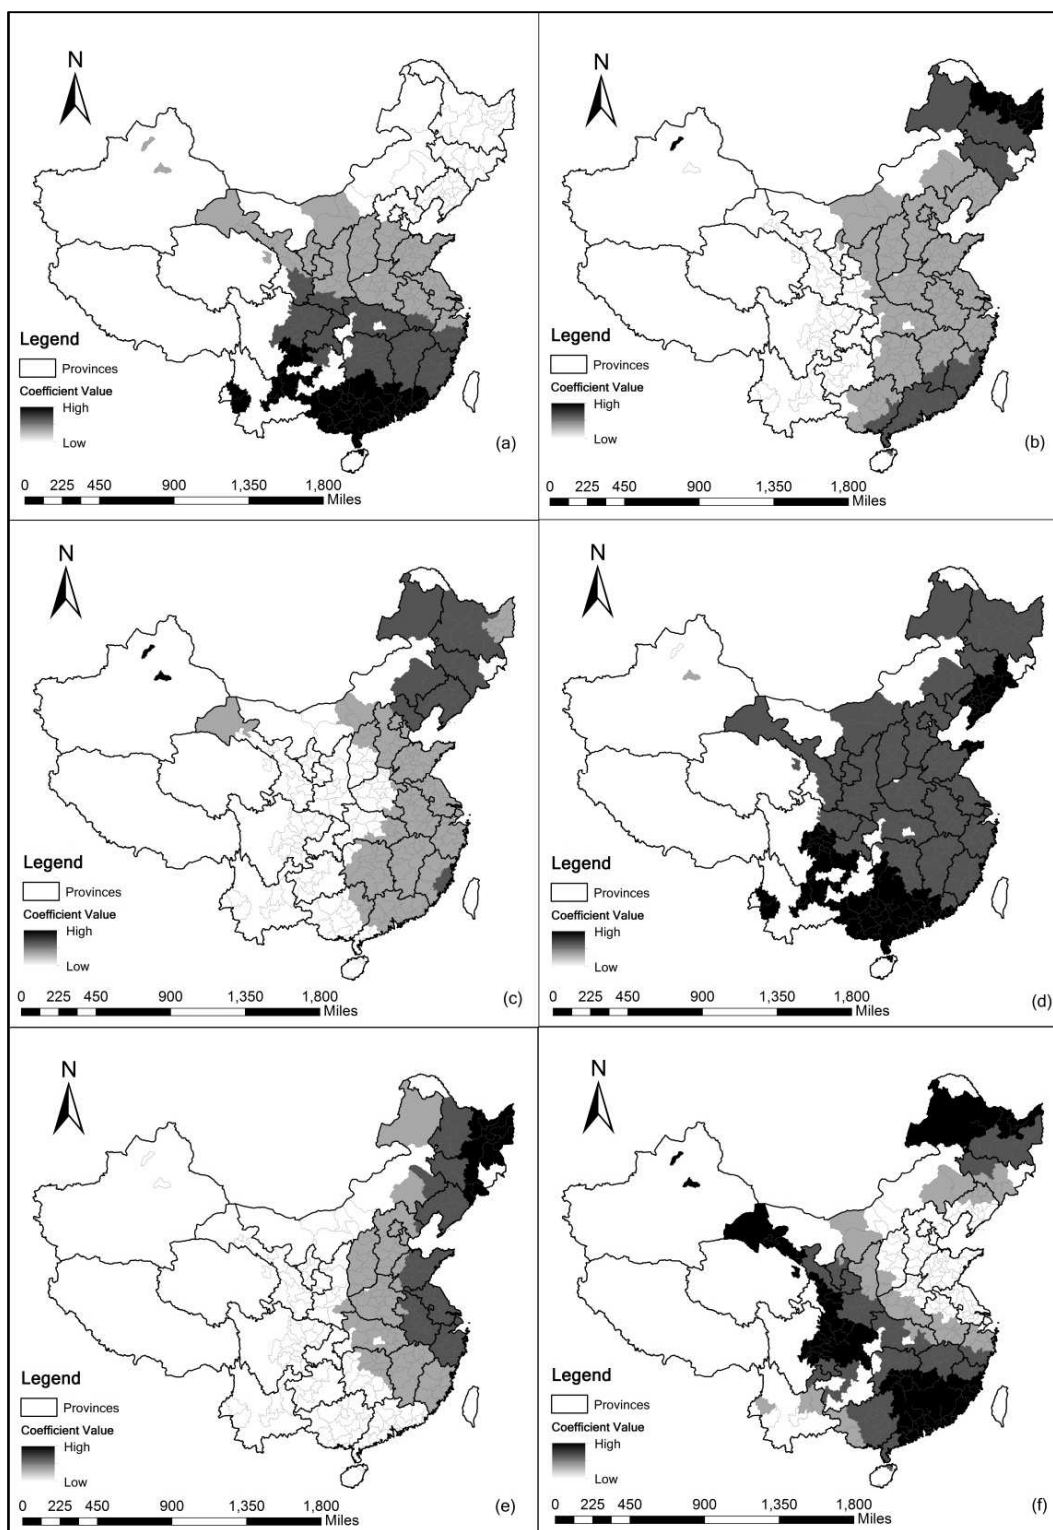 N
Legend
Provinces
Coefficient Value
High
Low
(a)
0 225 450 900 1,350 1,800
Miles
N
Legend
Provinces
Coefficient Value
High
Low
(b)
0 225 450 900 1,350 1,800
Miles
N
Legend
Provinces
Coefficient Value
High
Low
(c)
0 225 450 900 1,350 1,800
Miles
N
Legend
Provinces
Coefficient Value
High
Low
(d)
0 225 450 900 1,350 1,800
Miles
N
Legend
Provinces
Coefficient Value
High
Low
(e)
0 225 450 900 1,350 1,800
Miles
N
Legend
Provinces
Coefficient Value
High
Low
(f)
0 225 450 900 1,350 1,800
Miles